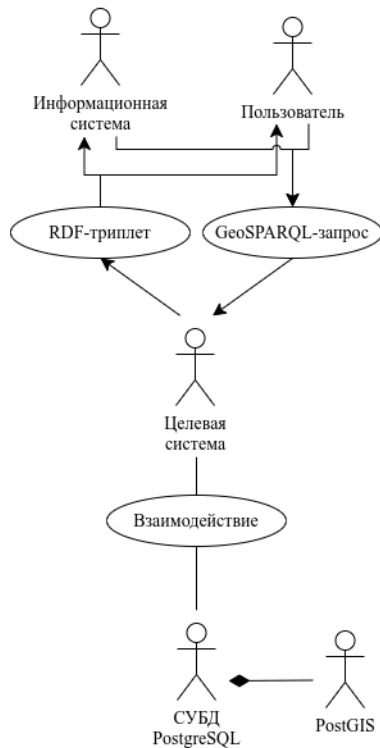 Информационная
система
Пользователь
RDF-триплет
GeoSPARQL-запрос
Целевая
система
Взаимодействие
СУБД
PostgreSQL
PostGIS